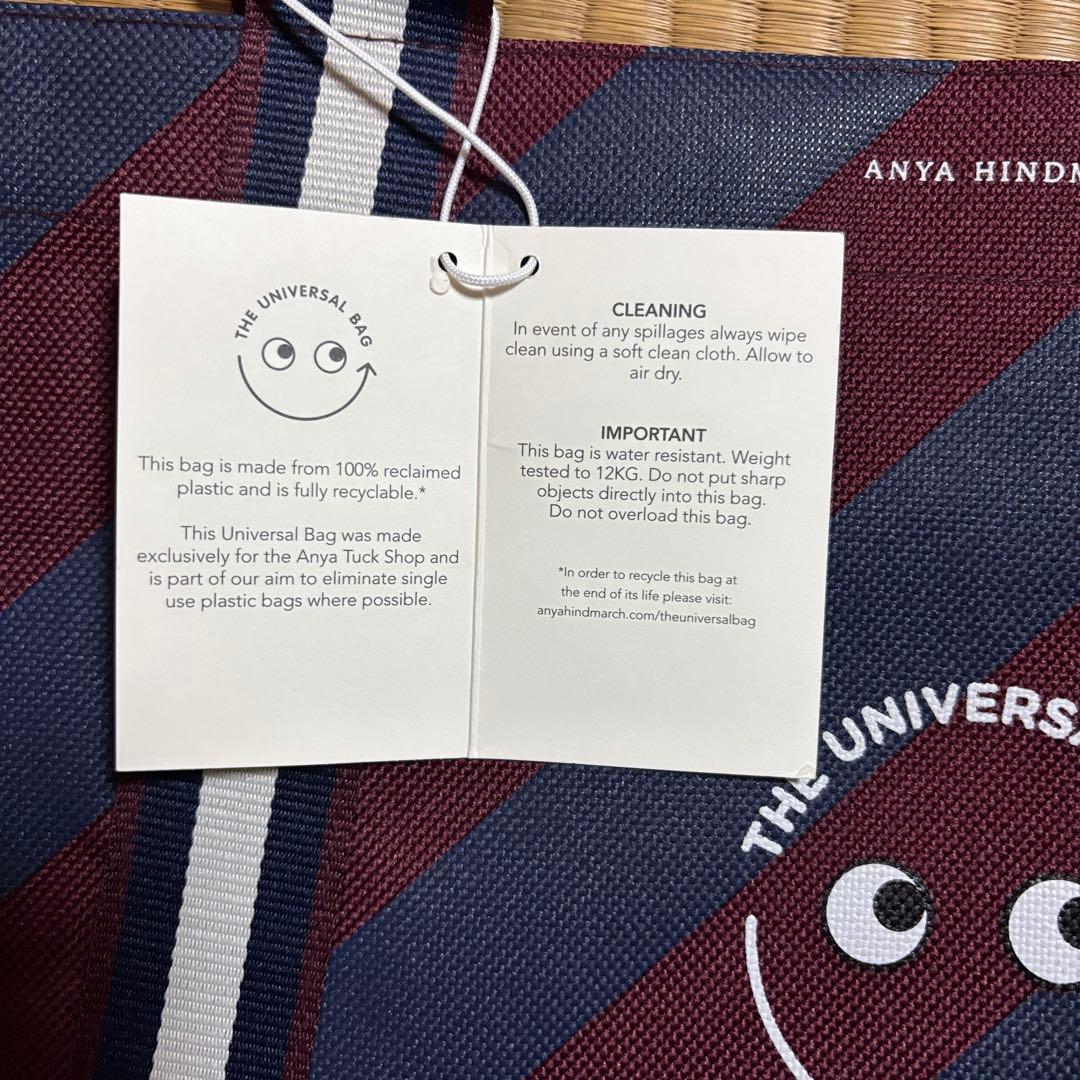 ANYA
THE UNIVERSAL BAG
This bag is made from 100% reclaimed
plastic and is fully recyclable.*
This Universal Bag was made
exclusively for the Anya Tuck Shop and
is part of our aim to eliminate single
use plastic bags where possible.
CLEANING
In event of any spillages always wipe
clean using a soft clean cloth. Allow to
air dry.
IMPORTANT
This bag is water resistant. Weight
tested to 12KG. Do not put sharp
objects directly into this bag.
Do not overload this bag.
*In order to recycle this bag at
the end of its life please visit:
anyahindmarch.com/theuniversalbag
THE